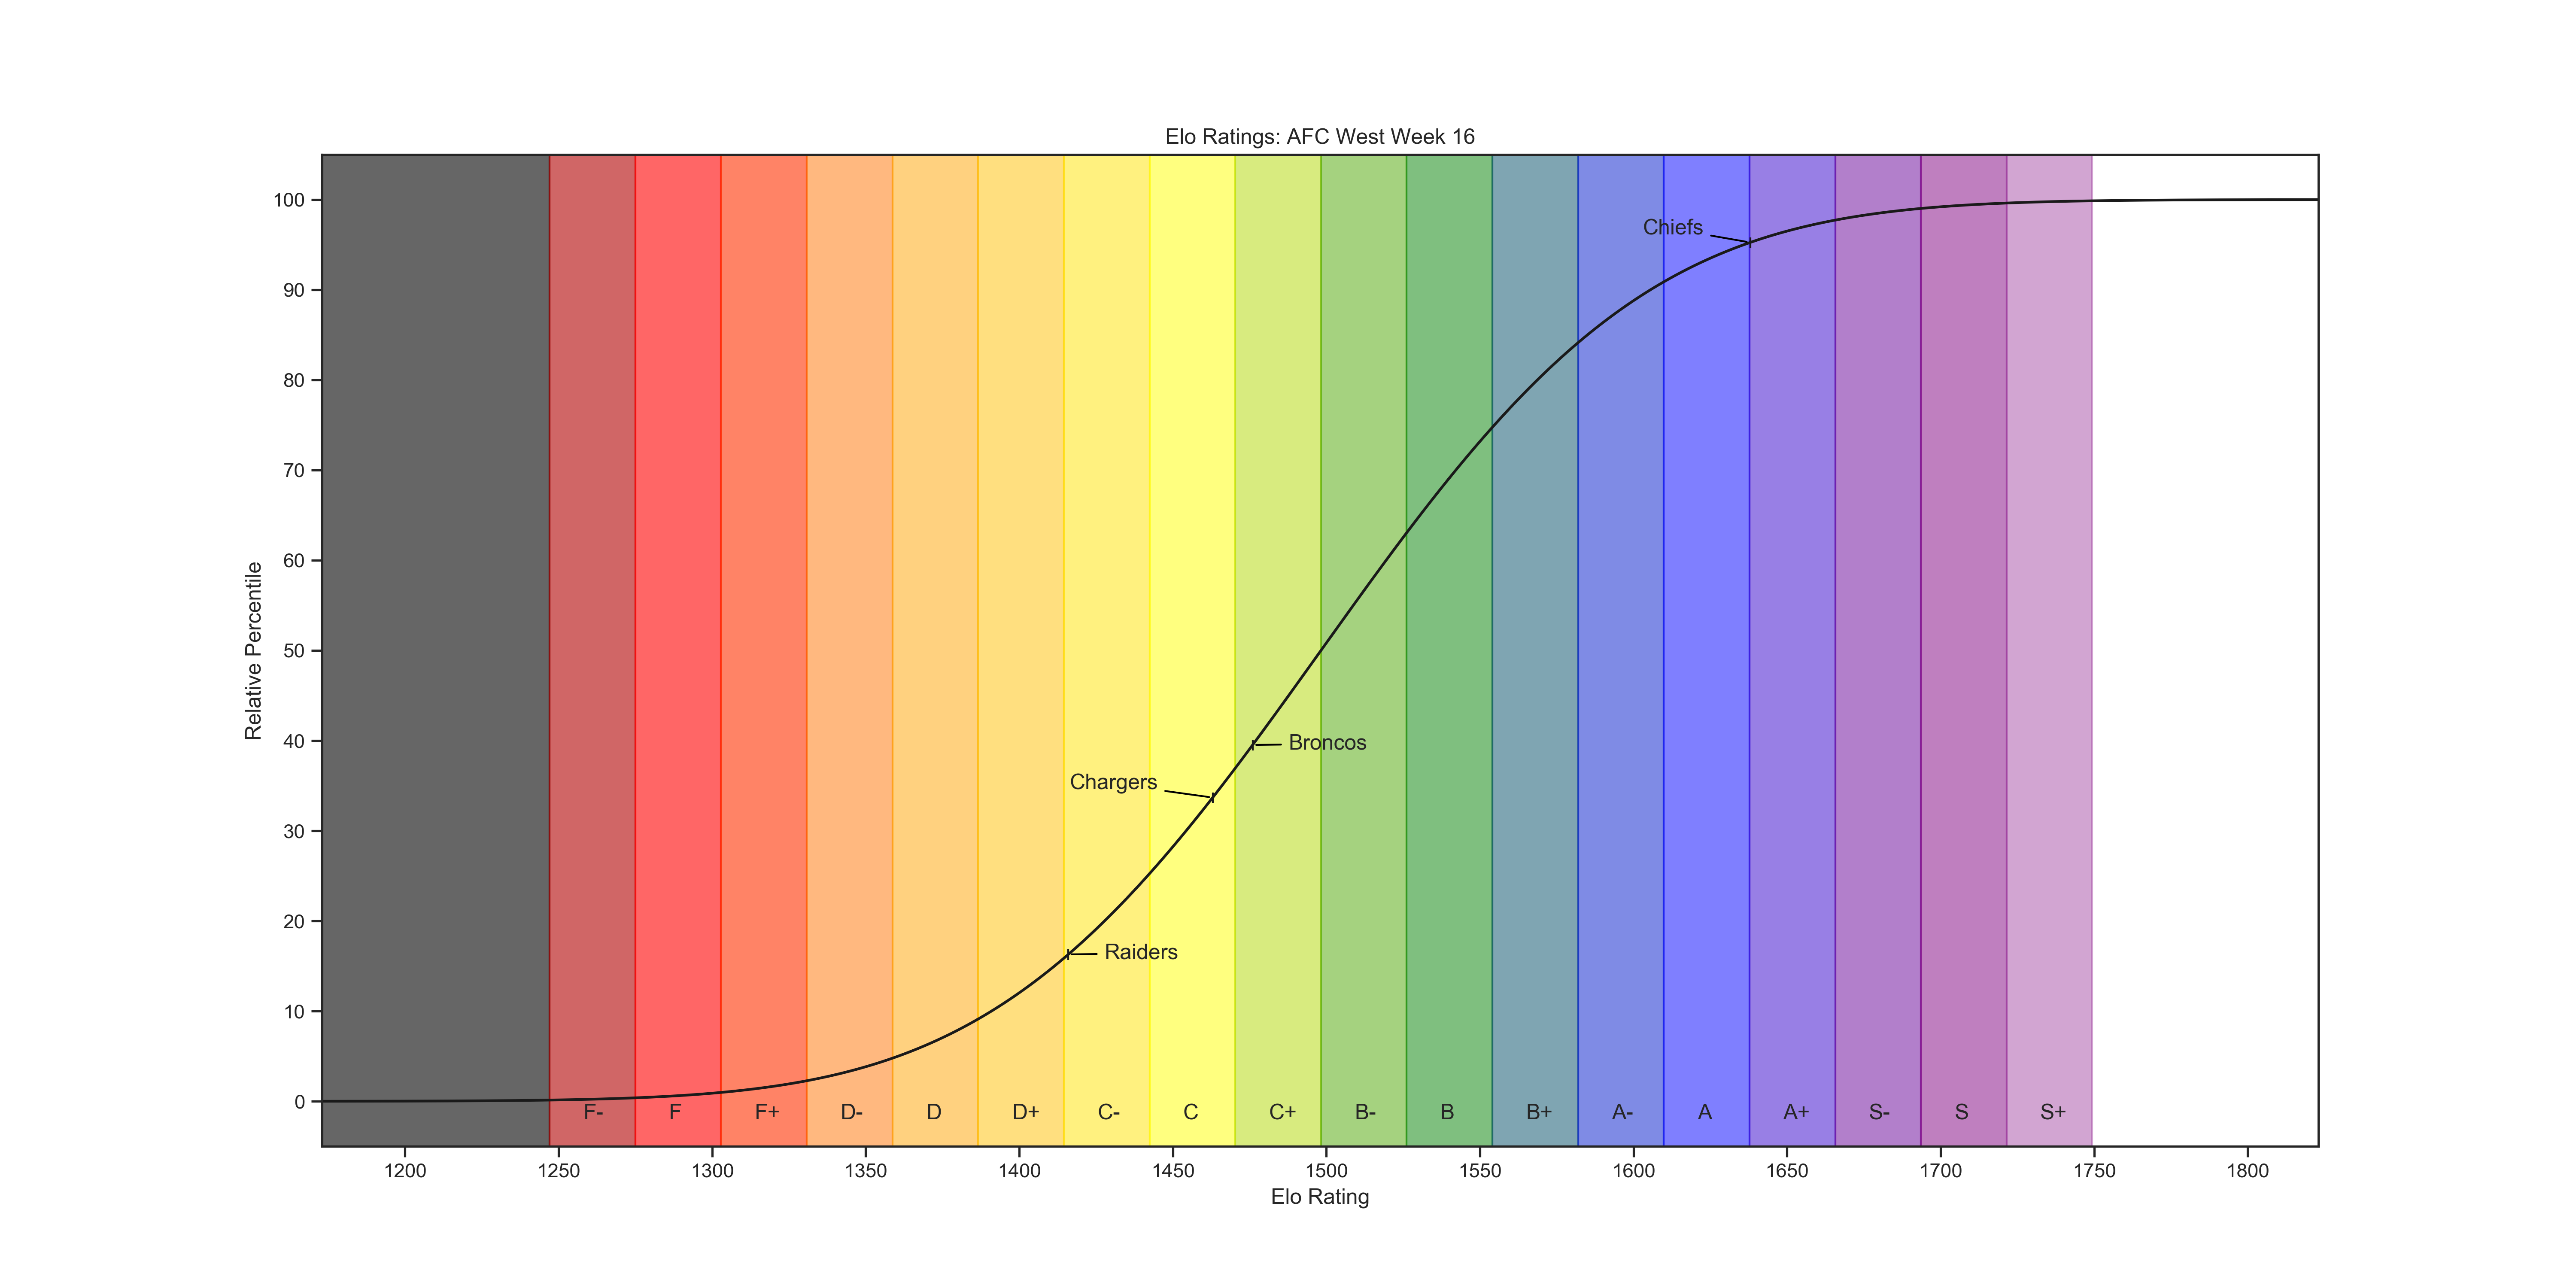 Elo Ratings: AFC West Week 16
100
90
80
70
60
50
40
30
20
10
0
Relative Percentile
Chiefs
Broncos
Chargers
Raiders
F- F F+ D- D D+ C- C C+ B- B B+ A- A A+ S- S S+
1200 1250 1300 1350 1400 1450 1500 1550 1600 1650 1700 1750 1800
Elo Rating